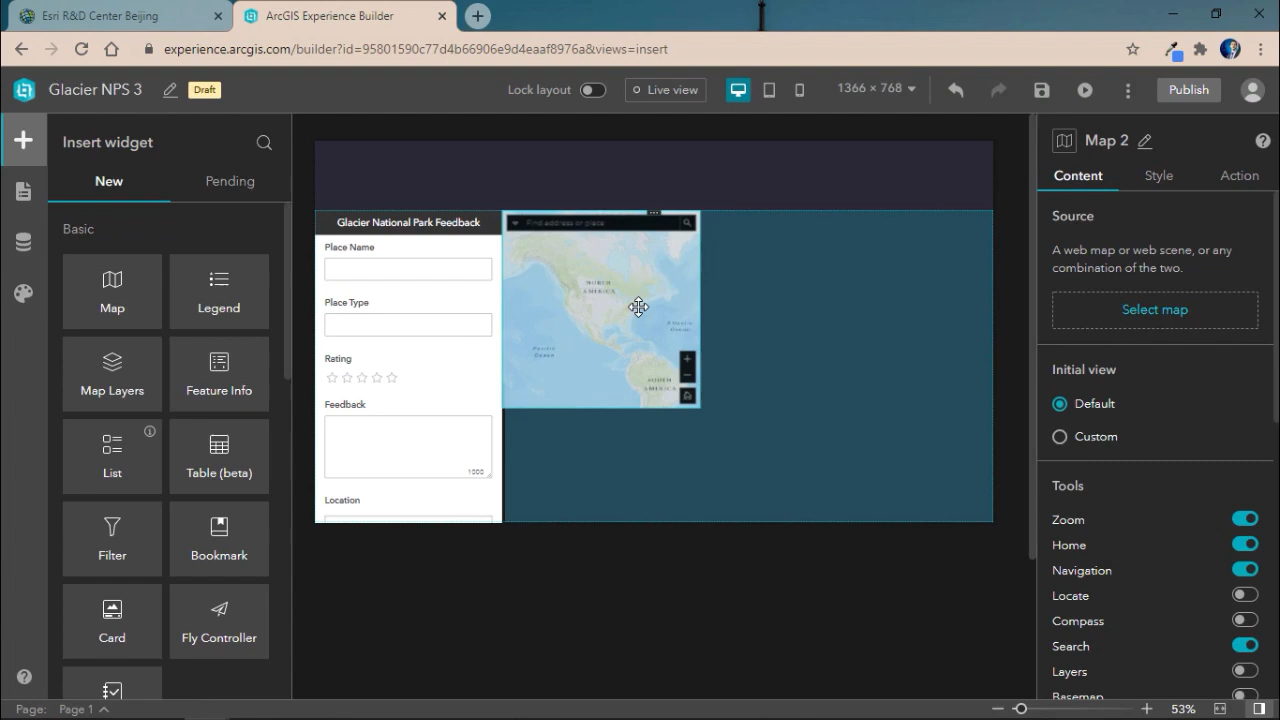 Esri R&D Center Beijing
ArcGIS Experience Builder
experience.arcgis.com/builder?id=95801590c77d4b66906e9d4eaaf8976a&views=insert
Glacier NPS 3
Draft
Lock layout
Live view
1366 × 768
Publish
Insert widget
New
Pending
Basic
Map
Legend
Map Layers
Feature Info
List
Table (beta)
Filter
Bookmark
Card
Fly Controller
Glacier National Park Feedback
Place Name
Place Type
Rating
Feedback
1000
Location
Find address or place
NORTH
AMERICA
Atlantic
Ocean
Pacific
Ocean
SOUTH
AMERICA
Map 2
Content
Style
Action
Source
A web map or web scene, or any
combination of the two.
Select map
Initial view
Default
Custom
Tools
Zoom
Home
Navigation
Locate
Compass
Search
Layers
Basemap
Page:
Page 1
53%